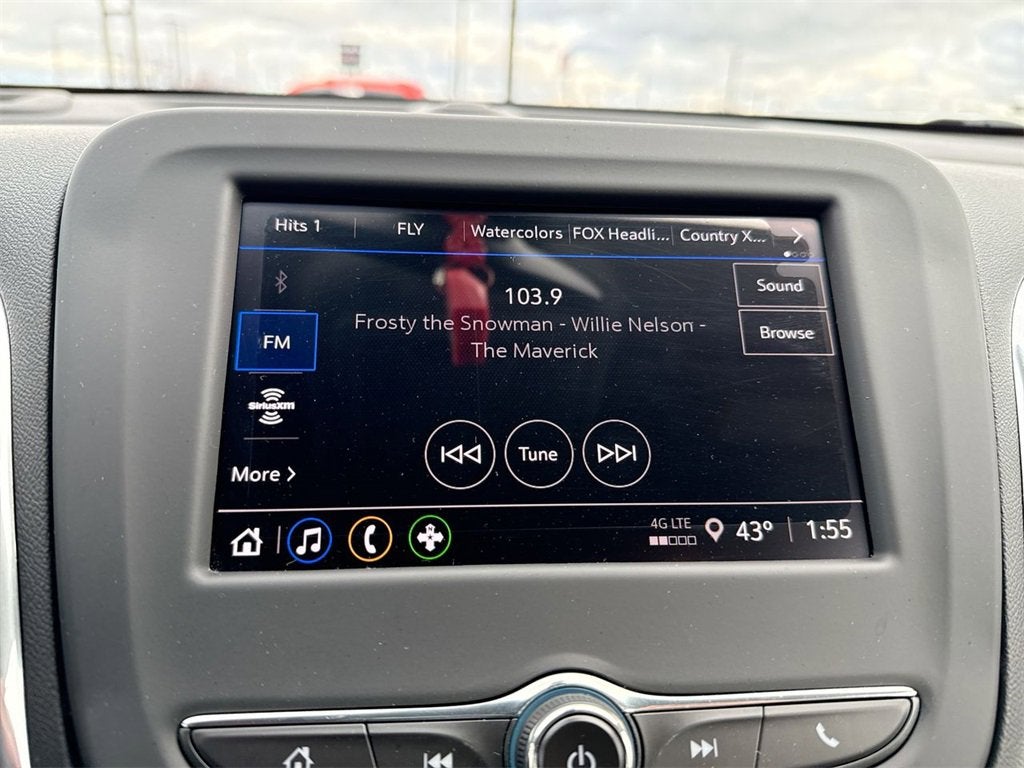 Hits 1 FLY Watercolors FOX Headli... Country X...
Sound
103.9
Browse
Frosty the Snowman - Willie Nelson -
The Maverick
FM
SiriusXM
Tune
More
4G LTE 43° 1:55